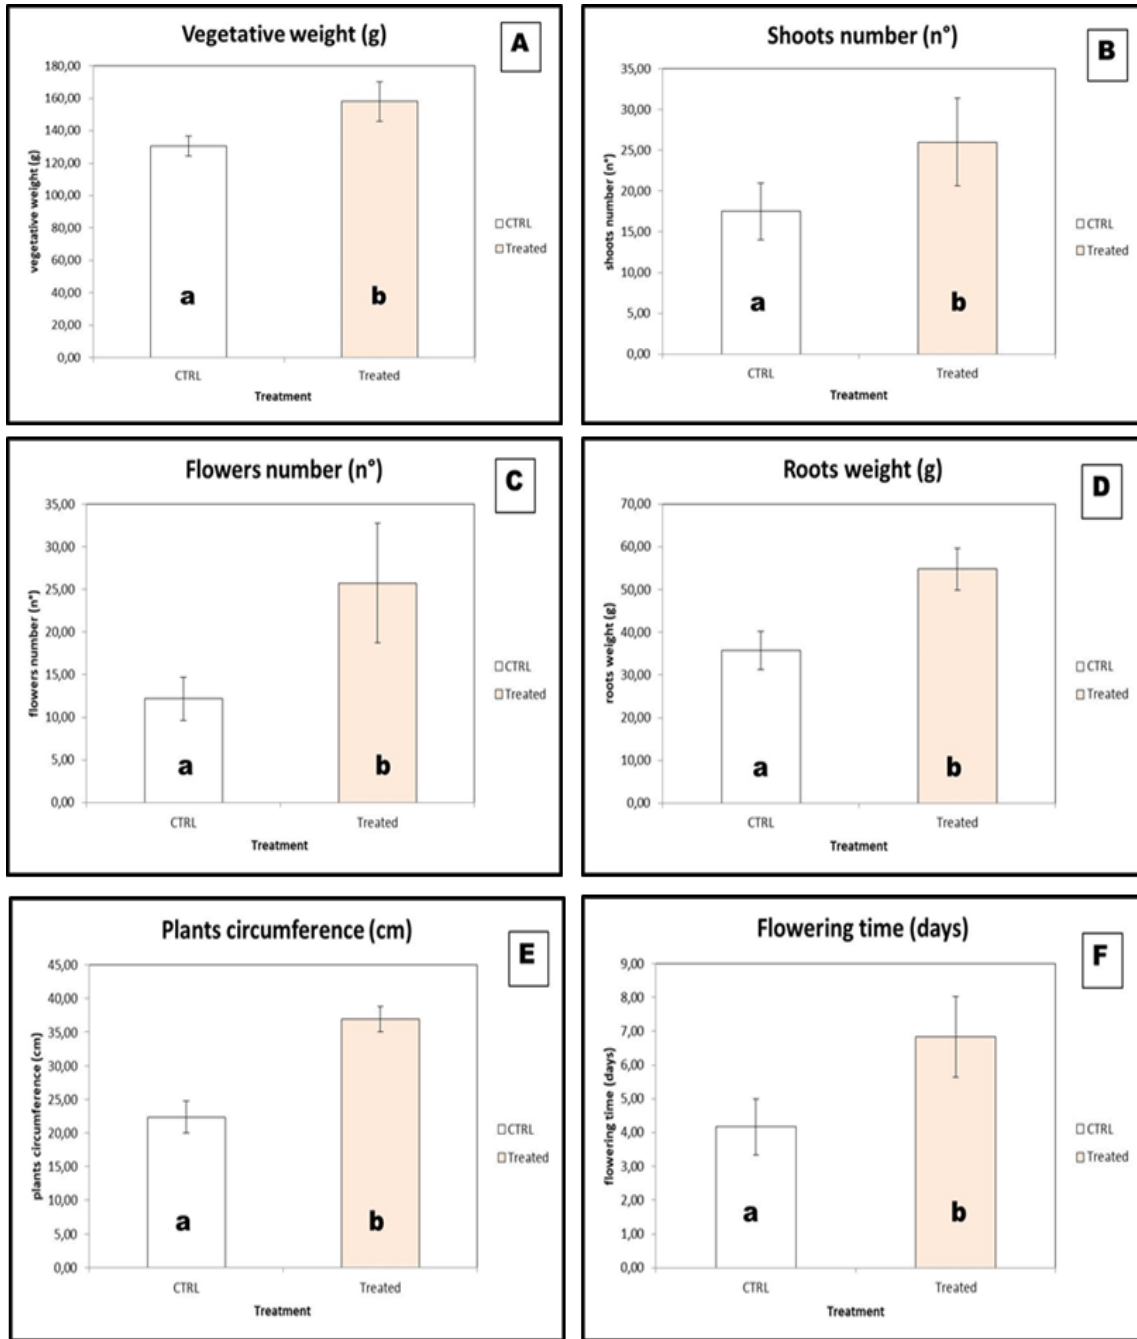 Vegetative weight (g)
A
180,00
160,00
140,00
120,00
100,00
80,00
60,00
40,00
20,00
0,00
vegetative weight (g)
a
b
CTRL
Treated
Treatment
CTRL
Treated
Shoots number (n°)
B
35,00
30,00
25,00
20,00
15,00
10,00
5,00
0,00
shoots number (n°)
a
b
CTRL
Treated
Treatment
CTRL
Treated
Flowers number (n°)
C
35,00
30,00
25,00
20,00
15,00
10,00
5,00
0,00
flowers number (n°)
a
b
CTRL
Treated
Treatment
CTRL
Treated
Roots weight (g)
D
70,00
60,00
50,00
40,00
30,00
20,00
10,00
0,00
roots weight (g)
a
b
CTRL
Treated
Treatment
CTRL
Treated
Plants circumference (cm)
E
45,00
40,00
35,00
30,00
25,00
20,00
15,00
10,00
5,00
0,00
plants circumference (cm)
a
b
CTRL
Treated
Treatment
CTRL
Treated
Flowering time (days)
F
9,00
8,00
7,00
6,00
5,00
4,00
3,00
2,00
1,00
0,00
flowering time (days)
a
b
CTRL
Treated
Treatment
CTRL
Treated